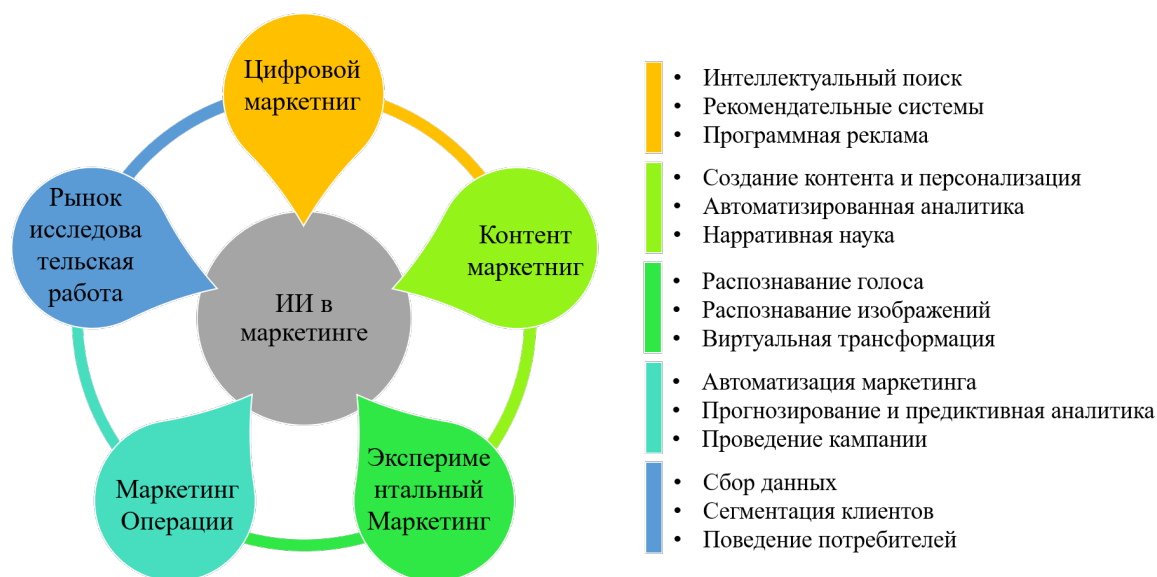 Цифровой
маркетниг
Контент
маркетниг
Эксперime
нтальный
Маркетинг
Маркетинг
Операции
Рынок
исследова
тельская
работа
ИИ в
маркетинге
• Интеллектуальный поиск
• Рекомендательные системы
• Программная реклама
• Создание контента и персонализация
• Автоматизированная аналитика
• Нарративная наука
• Распознавание голоса
• Распознавание изображений
• Виртуальная трансформация
• Автоматизация маркетинга
• Прогнозирование и предиктивная аналитика
• Проведение кампании
• Сбор данных
• Сегментация клиентов
• Поведение потребителей